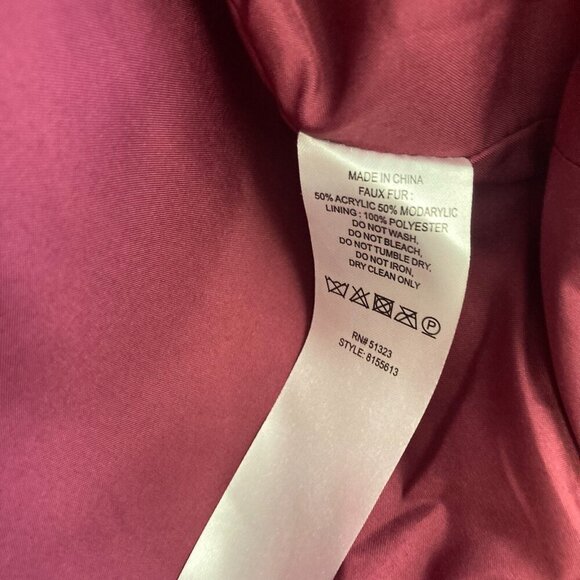 MADE IN CHINA
FAUX FUR :
50% ACRYLIC 50% MODARYLIC
LINING : 100% POLYESTER
DO NOT WASH,
DO NOT BLEACH,
DO NOT TUMBLE DRY.
DO NOT IRON,
DRY CLEAN ONLY
P
RN# 51323
STYLE: 8155613